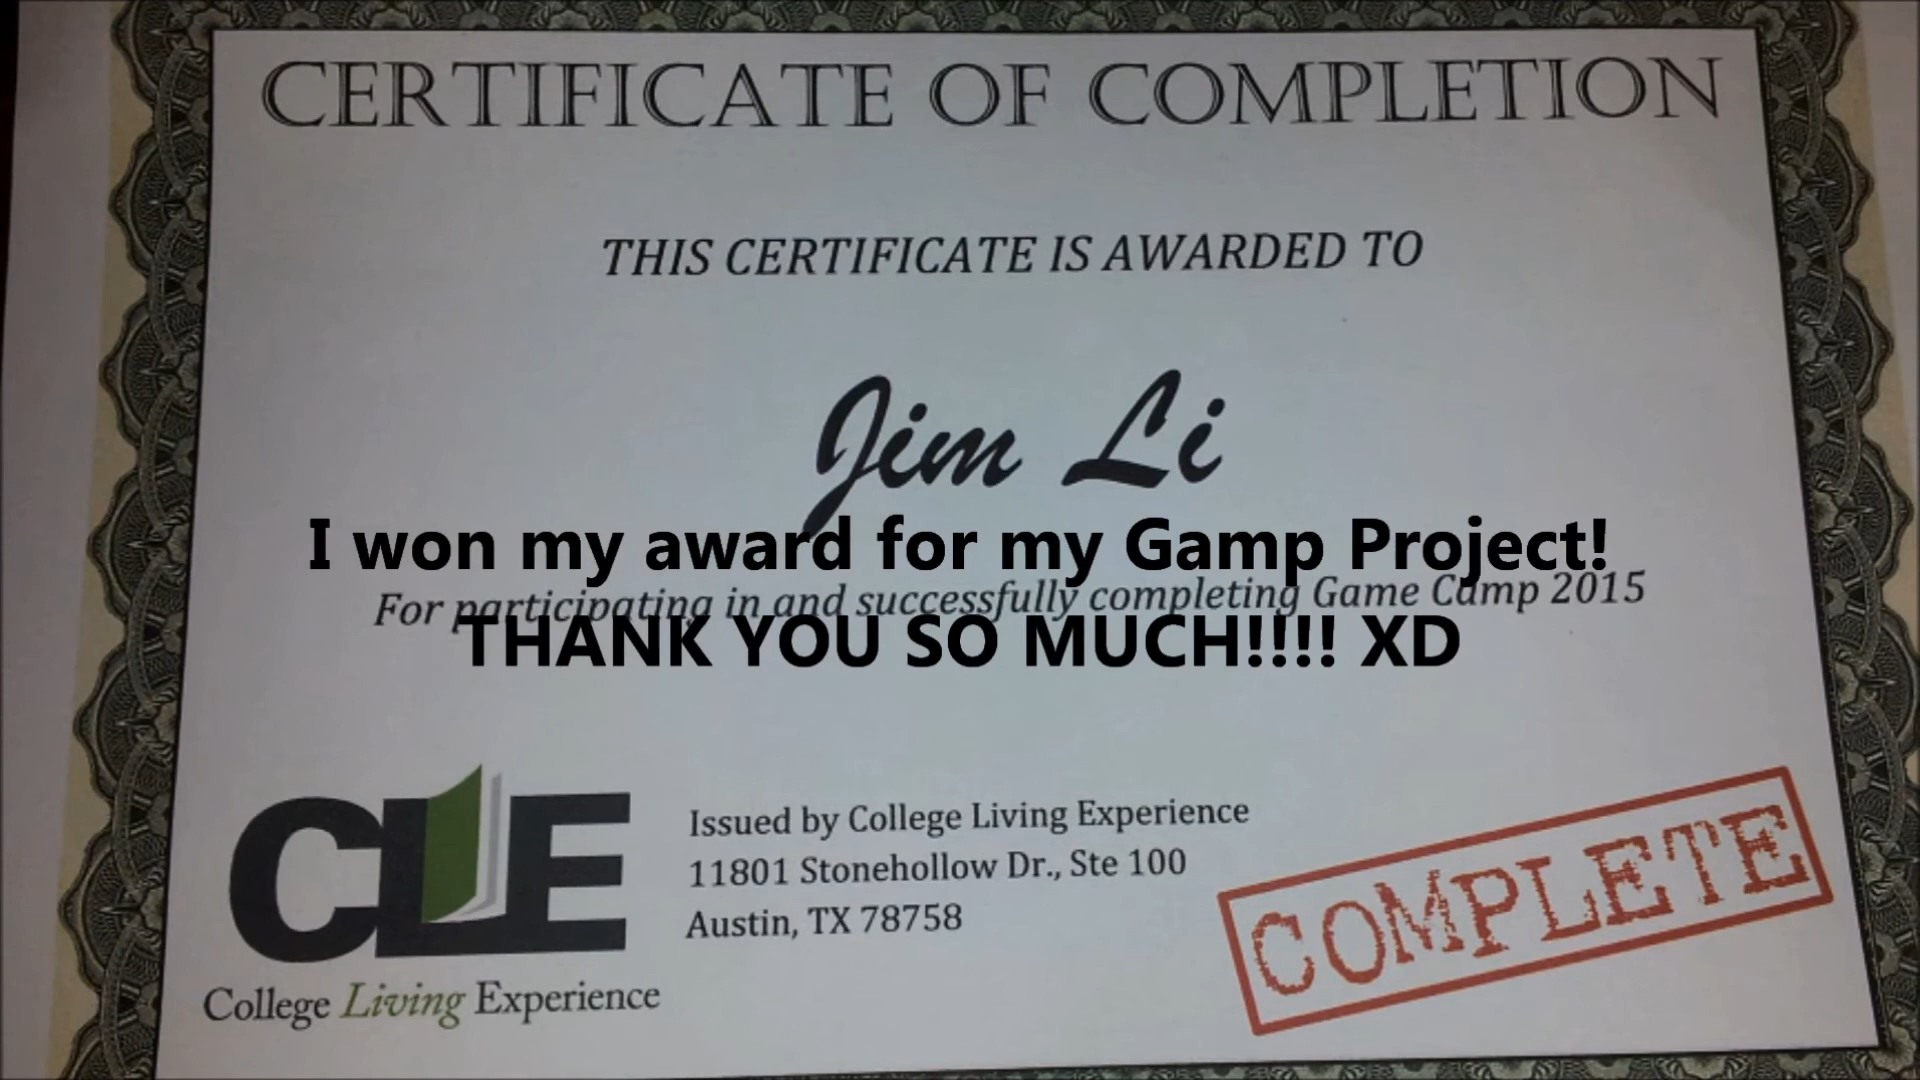 CERTIFICATE OF COMPLETION
THIS CERTIFICATE IS AWARDED TO
Jim Li
I won my award for my Gamp Project!
For participating in and successfully completing Game Camp 2015
THANK YOU SO MUCH!!!! XD
CLE
College Living Experience
Issued by College Living Experience
11801 Stonehollow Dr., Ste 100
Austin, TX 78758
COMPLETE